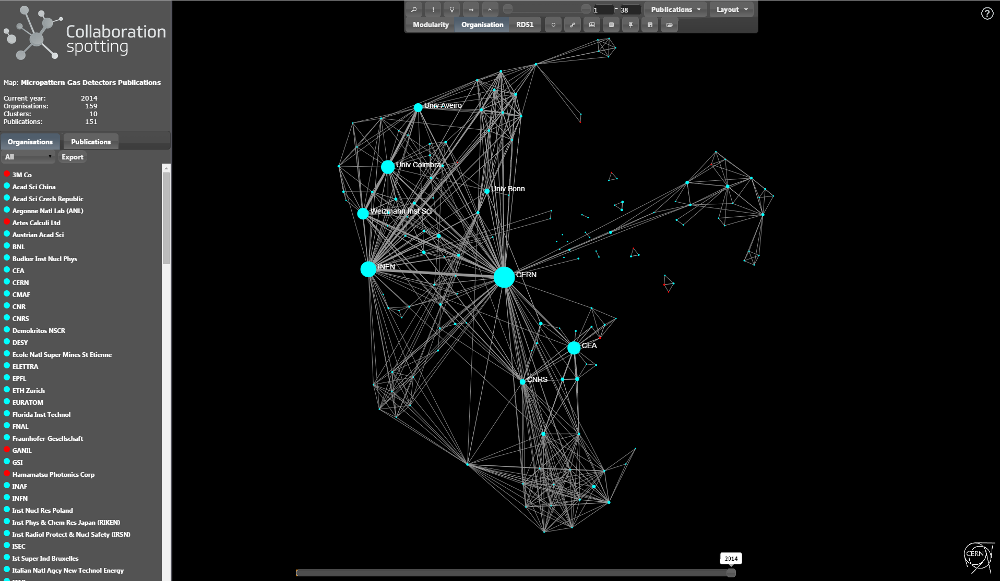 Collaboration
spotting
Map: Micropattern Gas Detectors Publications
Current year: 2014
Organisations: 159
Clusters: 10
Publications: 151
Organisations Publications
All Export
3M Co
Acad Sci China
Acad Sci Czech Republic
Argonne Natl Lab (ANL)
Artes Calculi Ltd
Austrian Acad Sci
BNL
Budker Inst Nucl Phys
CEA
CERN
CMAF
CNR
CNRS
Demokritos NSCR
DESY
Ecole Natl Super Mines St Etienne
ELETTRA
EPFL
ETH Zurich
EURATOM
Florida Inst Technol
FNAL
Fraunhofer-Gesellschaft
GANIL
GSI
Hamamatsu Photonics Corp
INAF
INFN
Inst Nucl Res Poland
Inst Phys & Chem Res Japan (RIKEN)
Inst Radiol Protect & Nucl Safety (IRSN)
ISEC
Ist Super Ind Bruxelles
Italian Natl Agcy New Technol Energy
1 - 38 Publications Layout
Modularity Organisation RD51
?
Univ Aveiro
Univ Coimbra
Univ Bonn
Weizmann Inst Sci
INFN
CERN
CEA
CNRS
2014
CERN